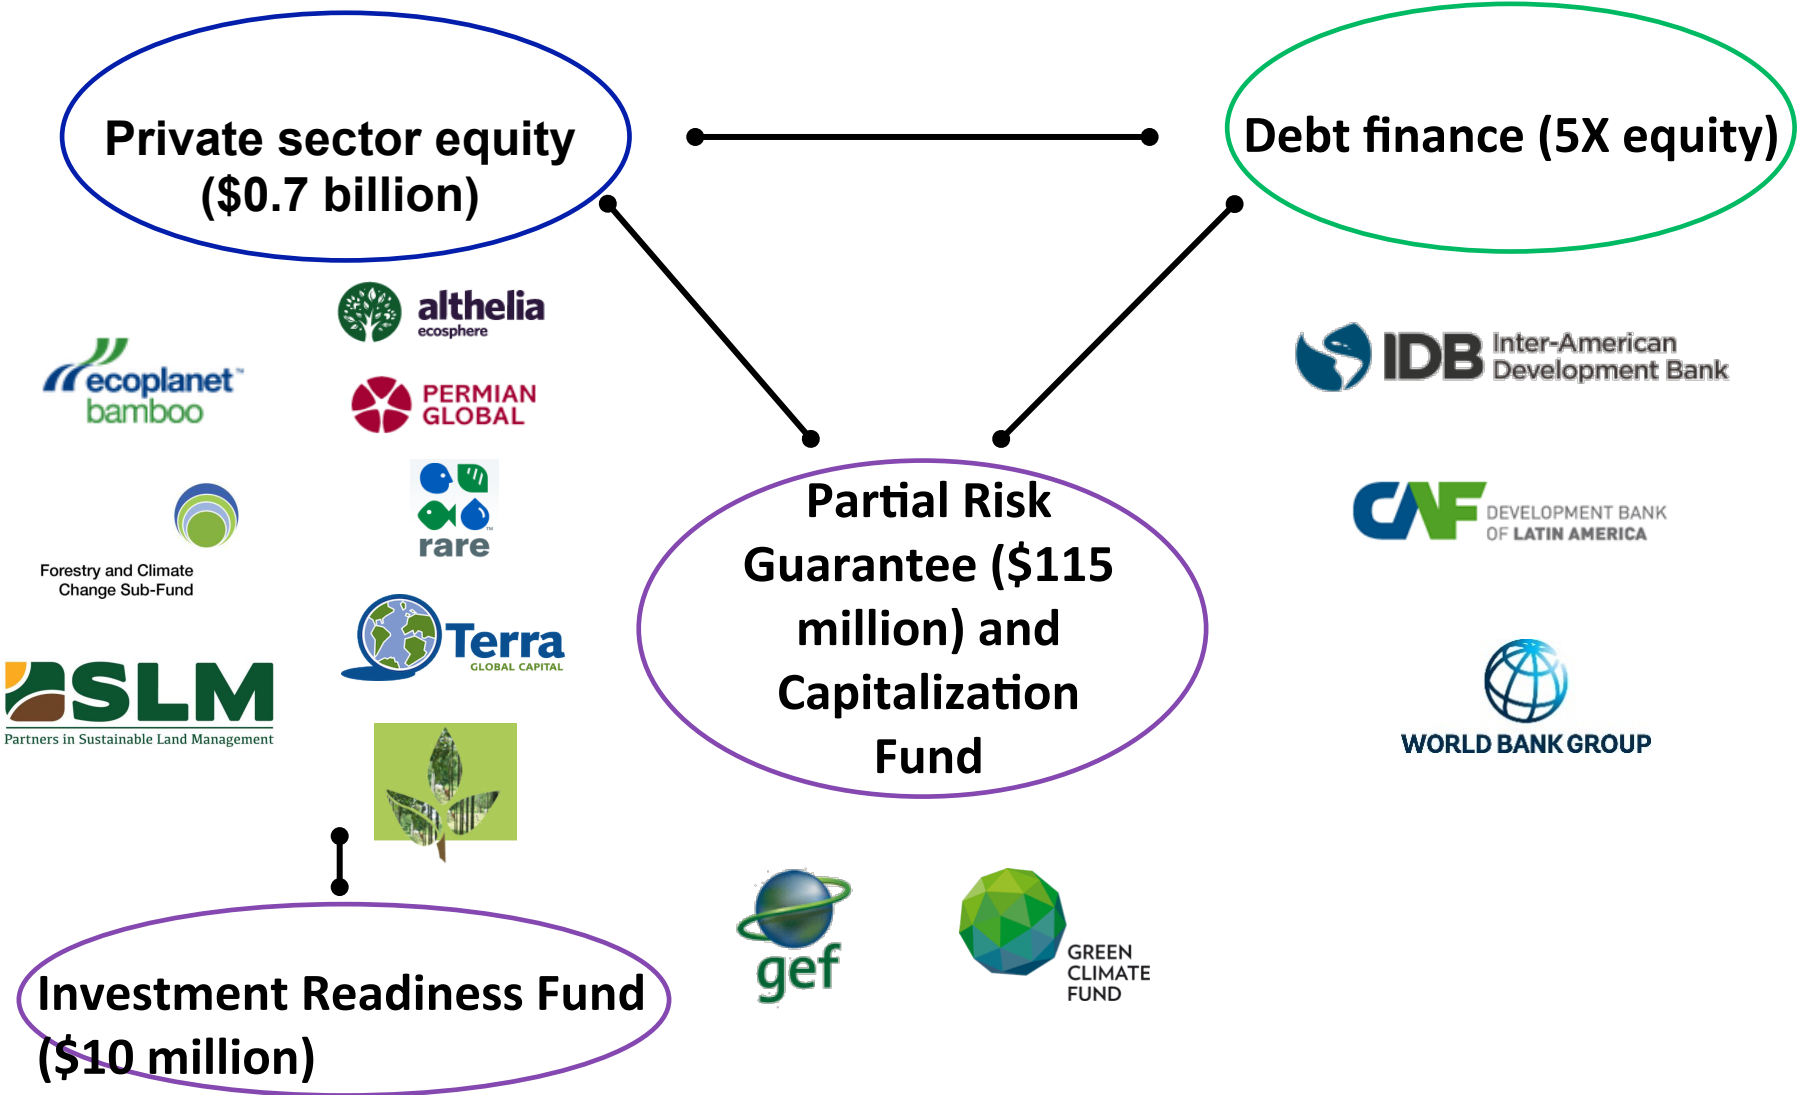 Private sector equity
($0.7 billion)
Debt finance (5X equity)
althelia
ecosphere
ecoplanet™
bamboo
PERMIAN
GLOBAL
IDB
Inter-American
Development Bank
rare™
Forestry and Climate
Change Sub-Fund
Partial Risk
Guarantee ($115
million) and
Capitalization
Fund
CAF
DEVELOPMENT BANK
OF LATIN AMERICA
Terra
GLOBAL CAPITAL
SLM
Partners in Sustainable Land Management
WORLD BANK GROUP
gef
GREEN
CLIMATE
FUND
Investment Readiness Fund
($10 million)